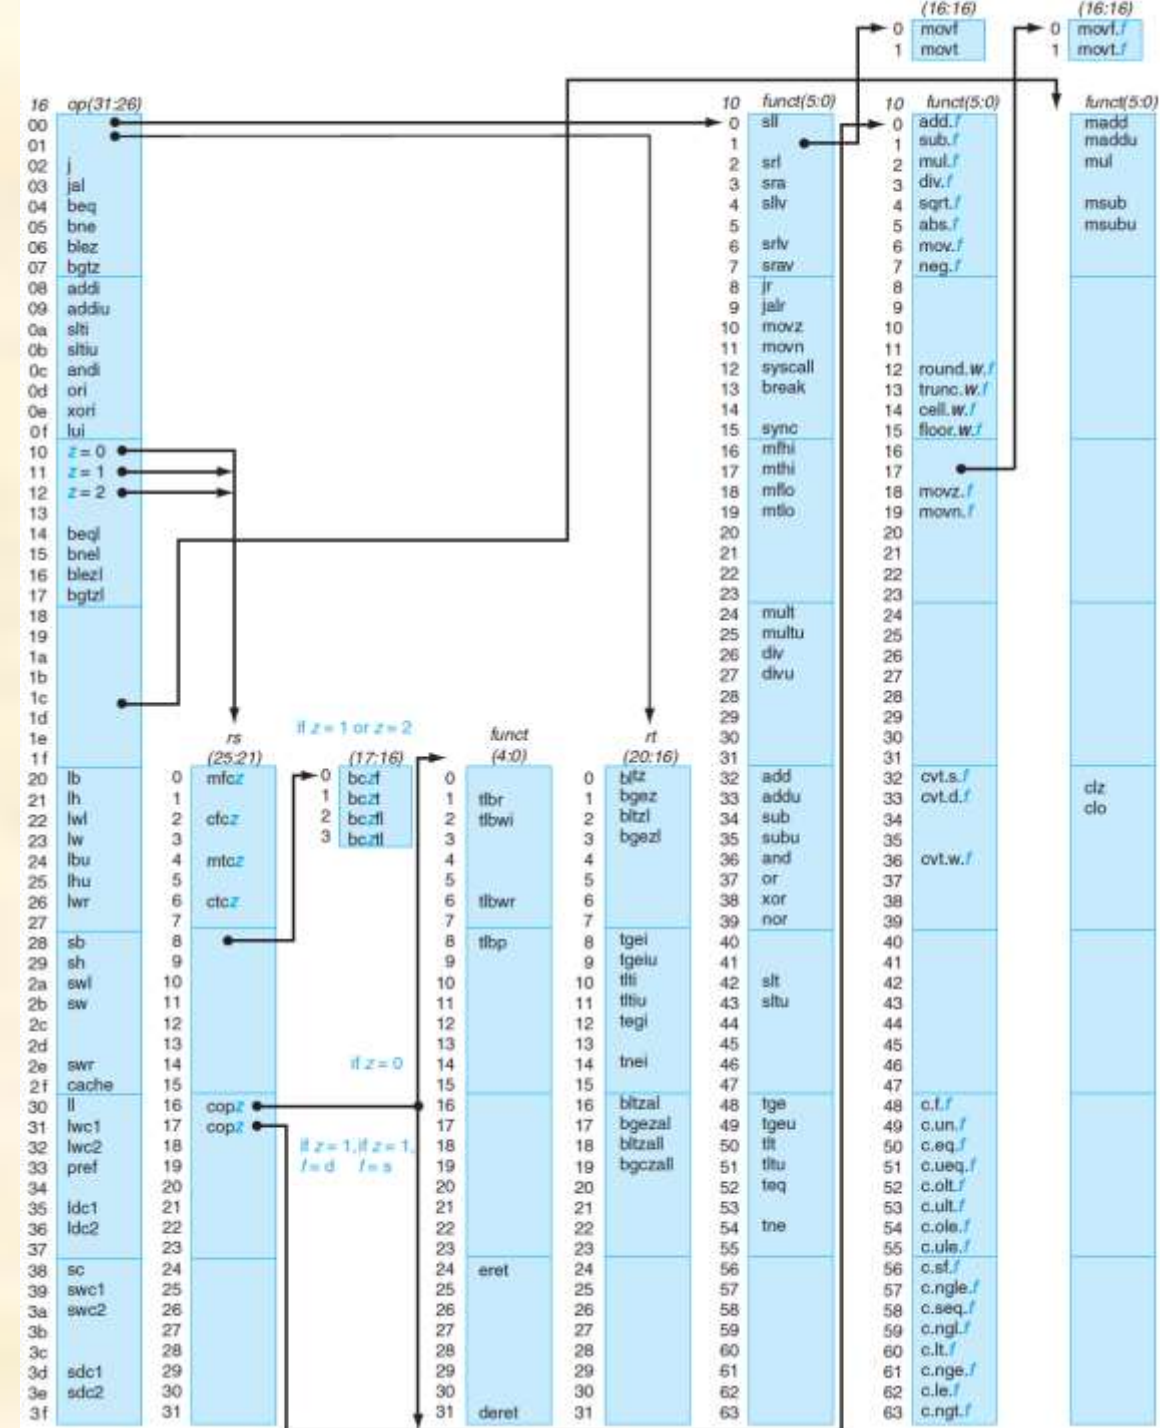 (16:16)
0 movf
1 movt
(16:16)
0 movf.f
1 movt.f
16 op(31:26)
00
01
02 j
03 jal
04 beq
05 bne
06 blez
07 bgtz
08 addi
09 addiu
0a slti
0b sltiu
0c andi
0d ori
0e xori
0f lui
10 z = 0
11 z = 1
12 z = 2
13
14 beql
15 bnel
16 blezl
17 bgtzl
18
19
1a
1b
1c
1d
1e
1f
20 lb
21 lh
22 lwl
23 lw
24 lbu
25 lhu
26 lwr
27
28 sb
29 sh
2a swl
2b sw
2c
2d
2e swr
2f cache
30 ll
31 lwc1
32 lwc2
33 pref
34
35 ldc1
36 ldc2
37
38 sc
39 swc1
3a swc2
3b
3c
3d sdc1
3e sdc2
3f
rs
(25:21)
0 mfcz
1
2 cfcz
3
4 mtcz
5
6 ctcz
7
8
9
10
11
12
13
14
15
16 copz
17 copz
18
19
20
21
22
23
24
25
26
27
28
29
30
31
if z = 1 or z = 2
(17:16)
0 bczf
1 bczt
2 bczfl
3 bcztl
if z = 0
if z = 1, if z = 1,
f = d f = s
funct
(4:0)
0
1 tlbr
2 tlbwi
3
4
5
6 tlbwr
7
8 tlbp
9
10
11
12
13
14
15
16
17
18
19
20
21
22
23
24 eret
25
26
27
28
29
30
31 deret
rt
(20:16)
0 bltz
1 bgez
2 bltzl
3 bgezl
4
5
6
7
8 tgei
9 tgeiu
10 tlti
11 tltiu
12 tegi
13
14 tnei
15
16 bltzal
17 bgezal
18 bltzall
19 bgczall
20
21
22
23
24
25
26
27
28
29
30
31
10 funct(5:0)
0 sll
1
2 srl
3 sra
4 sllv
5
6 srlv
7 srav
8 jr
9 jalr
10 movz
11 movn
12 syscall
13 break
14
15 sync
16 mfhi
17 mthi
18 mflo
19 mtlo
20
21
22
23
24 mult
25 multu
26 div
27 divu
28
29
30
31
32 add
33 addu
34 sub
35 subu
36 and
37 or
38 xor
39 nor
40
41
42 slt
43 sltu
44
45
46
47
48 tge
49 tgeu
50 tlt
51 tltu
52 teq
53
54 tne
55
56
57
58
59
60
61
62
63
10 funct(5:0)
0 add.f
1 sub.f
2 mul.f
3 div.f
4 sqrt.f
5 abs.f
6 mov.f
7 neg.f
8
9
10
11
12 round.w.f
13 trunc.w.f
14 cell.w.f
15 floor.w.f
16
17
18 movz.f
19 movn.f
20
21
22
23
24
25
26
27
28
29
30
31
32 cvt.s.f
33 cvt.d.f
34
35
36 cvt.w.f
37
38
39
40
41
42
43
44
45
46
47
48 c.f.f
49 c.un.f
50 c.eq.f
51 c.ueq.f
52 c.olt.f
53 c.ult.f
54 c.ole.f
55 c.ule.f
56 c.sf.f
57 c.ngle.f
58 c.seq.f
59 c.ngl.f
60 c.lt.f
61 c.nge.f
62 c.le.f
63 c.ngt.f
funct(5:0)
madd
maddu
mul
msub
msubu
clz
clo